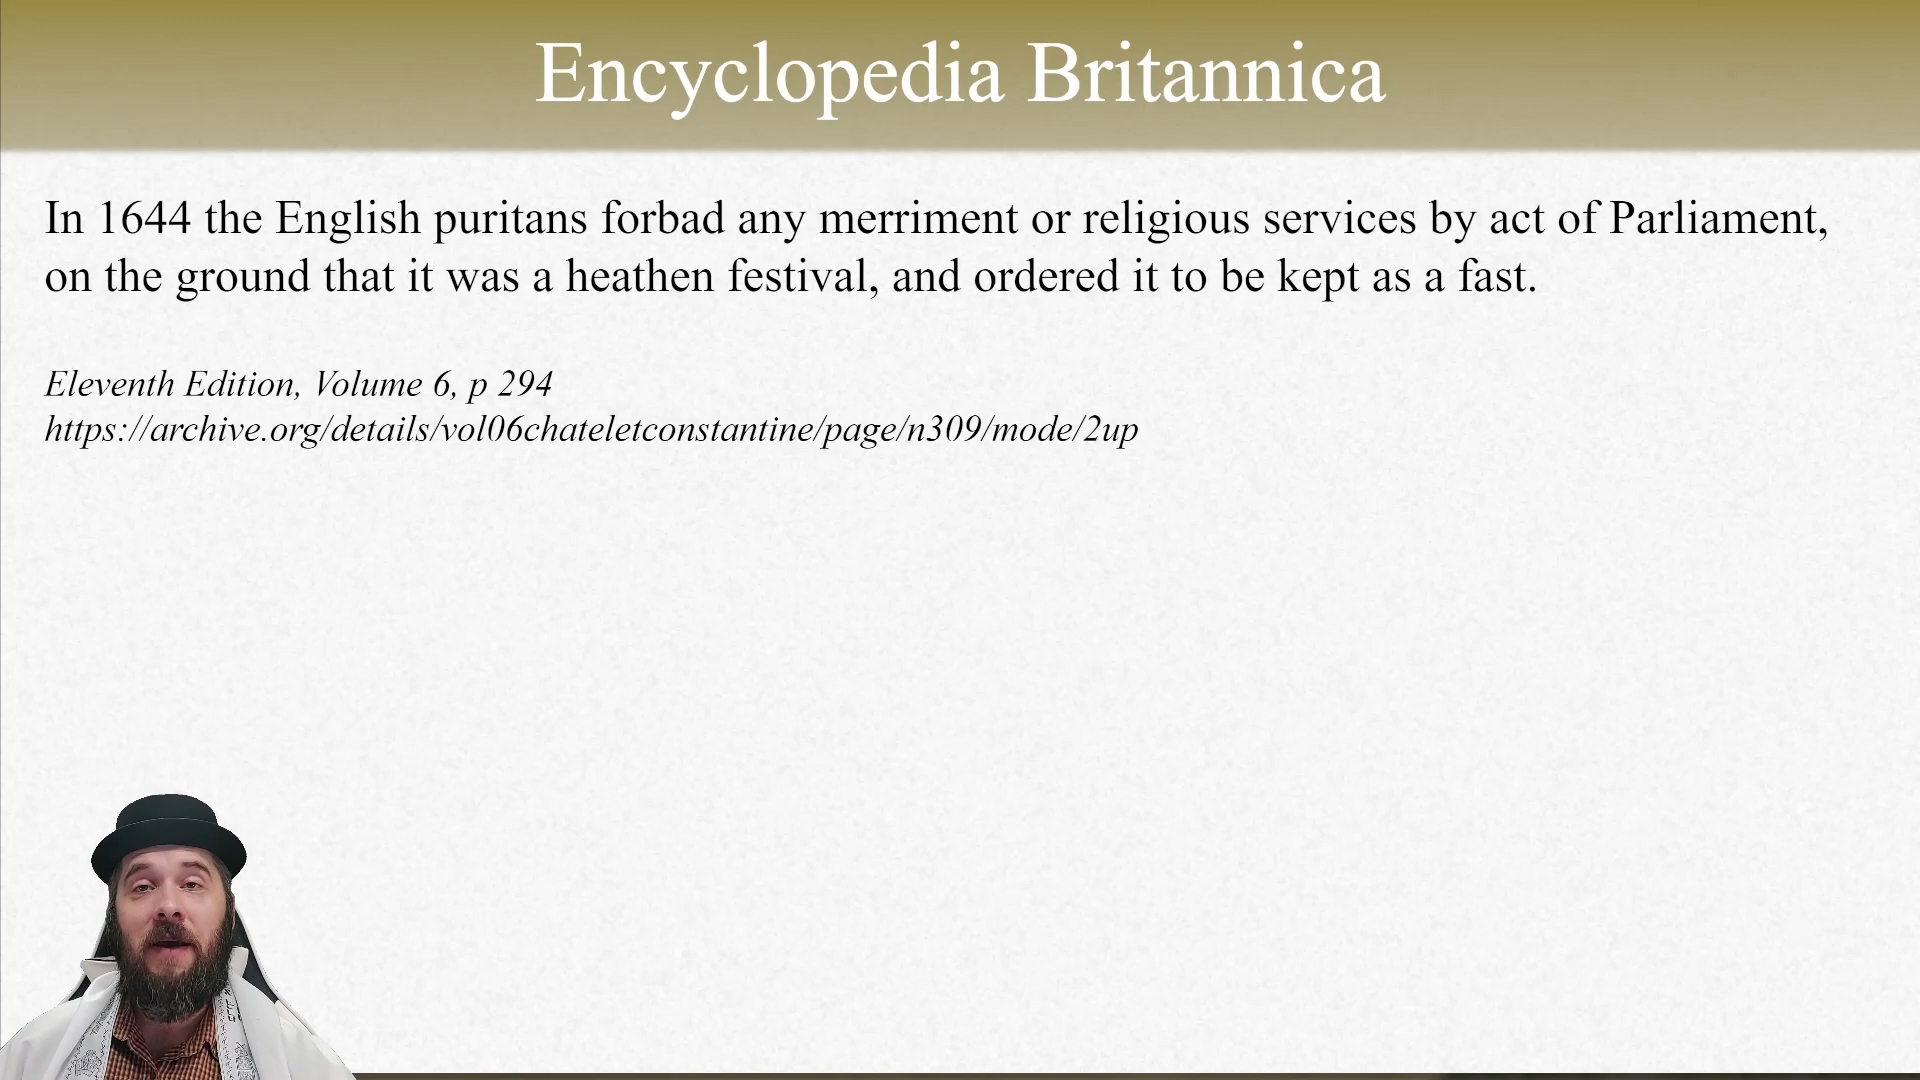 Encyclopedia Britannica
In 1644 the English puritans forbad any merriment or religious services by act of Parliament,
on the ground that it was a heathen festival, and ordered it to be kept as a fast.
Eleventh Edition, Volume 6, p 294
https://archive.org/details/vol06chateletconstantine/page/n309/mode/2up